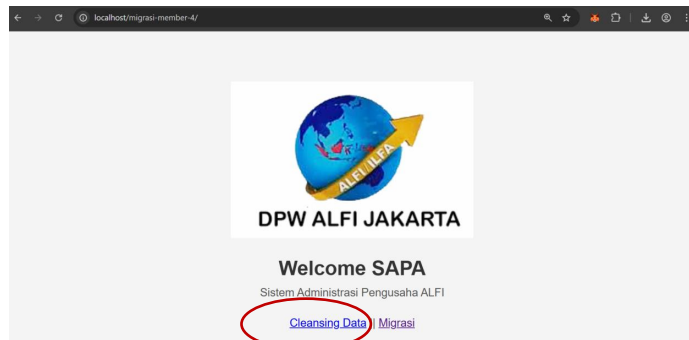 localhost/migrasi-member-4/
ALFI/ILFA
DPW ALFI JAKARTA
Welcome SAPA
Sistem Administrasi Pengusaha ALFI
Cleansing Data | Migrasi